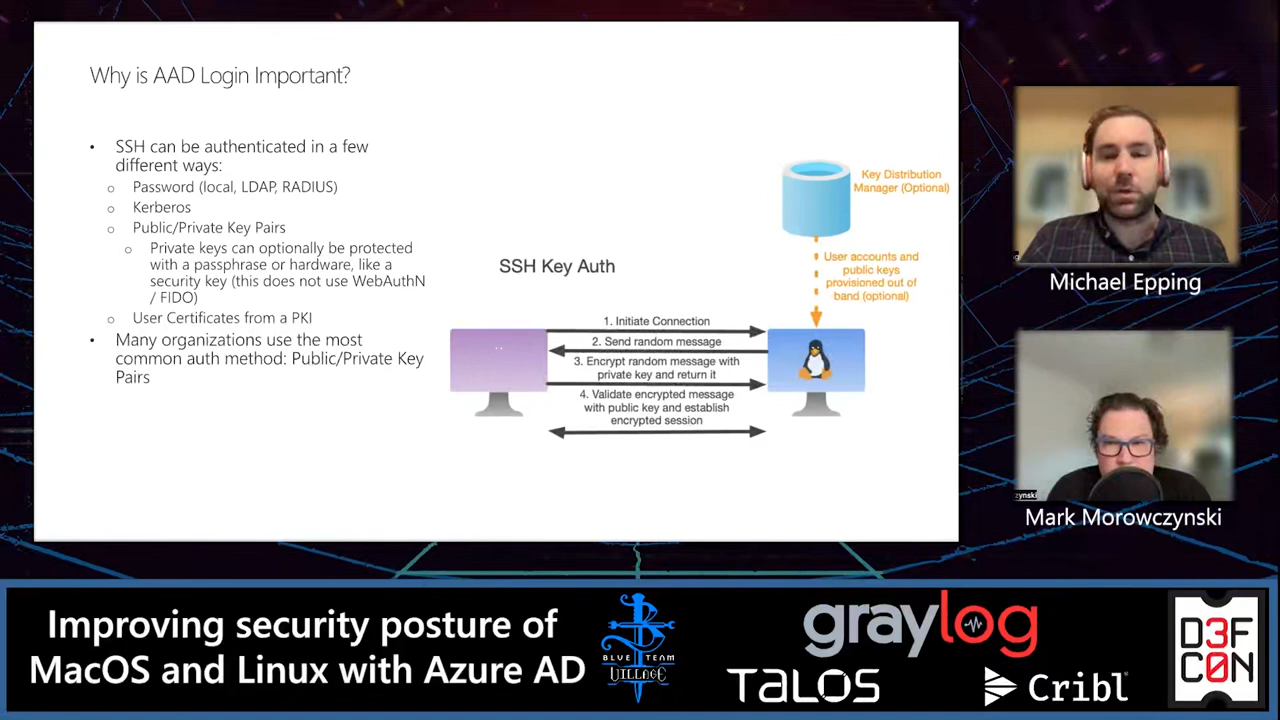 Why is AAD Login Important?
• SSH can be authenticated in a few
different ways:
o Password (local, LDAP, RADIUS)
o Kerberos
o Public/Private Key Pairs
o Private keys can optionally be protected
with a passphrase or hardware, like a
security key (this does not use WebAuthN
/ FIDO)
o User Certificates from a PKI
• Many organizations use the most
common auth method: Public/Private Key
Pairs
SSH Key Auth
Key Distribution
Manager (Optional)
User accounts and
public keys
provisioned out of
band (optional)
1. Initiate Connection
2. Send random message
3. Encrypt random message with
private key and return it
4. Validate encrypted message
with public key and establish
encrypted session
Michael Epping
zynski
Mark Morowczynski
Improving security posture of
MacOS and Linux with Azure AD
BLUE TEAM
VILLAGE
graylog
TALOS
Cribl
D3F
C0N